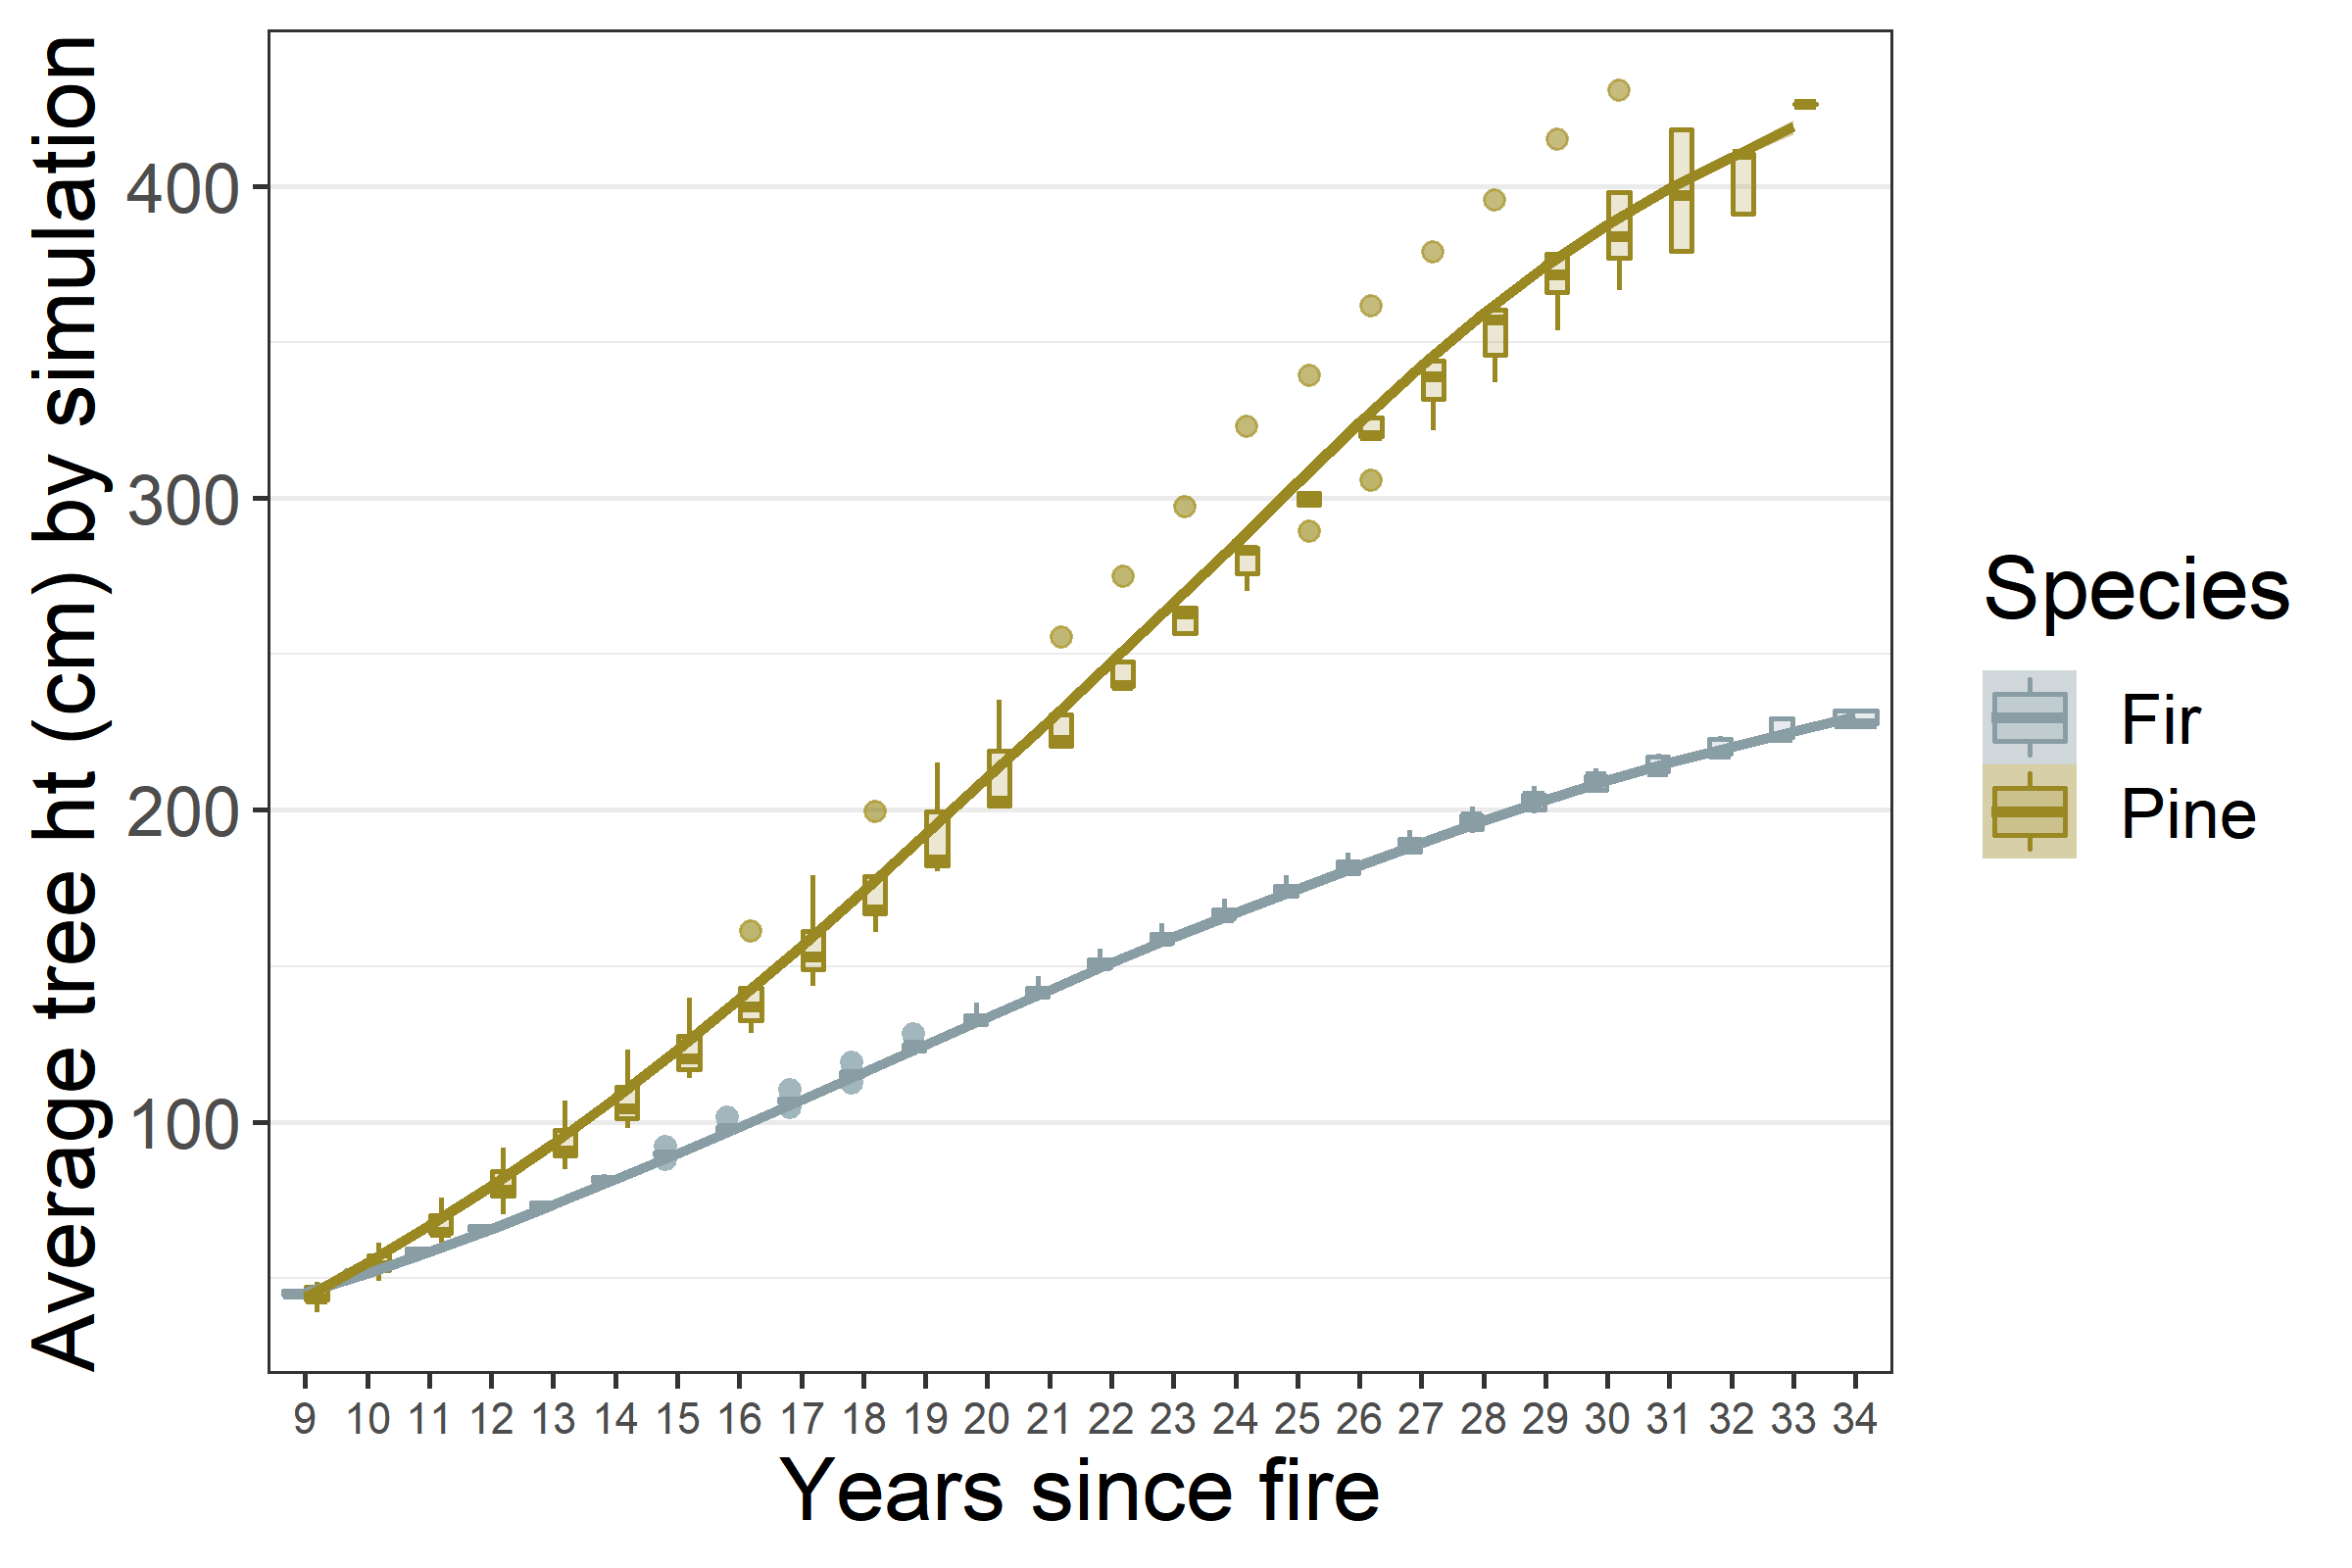 Average tree ht (cm) by simulation
400
300
200
100
9 10 11 12 13 14 15 16 17 18 19 20 21 22 23 24 25 26 27 28 29 30 31 32 33 34
Years since fire
Species
Fir
Pine